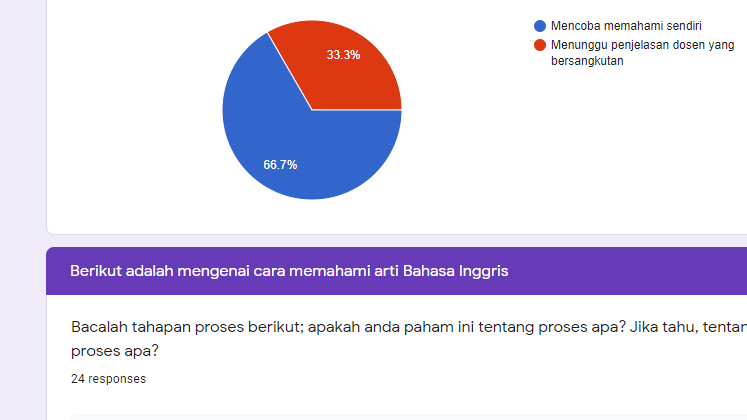 Mencoba memahami sendiri
Menunggu penjelasan dosen yang
bersangkutan
33.3%
66.7%
Berikut adalah mengenai cara memahami arti Bahasa Inggris
Bacalah tahapan proses berikut; apakah anda paham ini tentang proses apa? Jika tahu,
proses apa?
24 responses